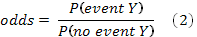 odds = P(event Y) / P(no event Y) (2)